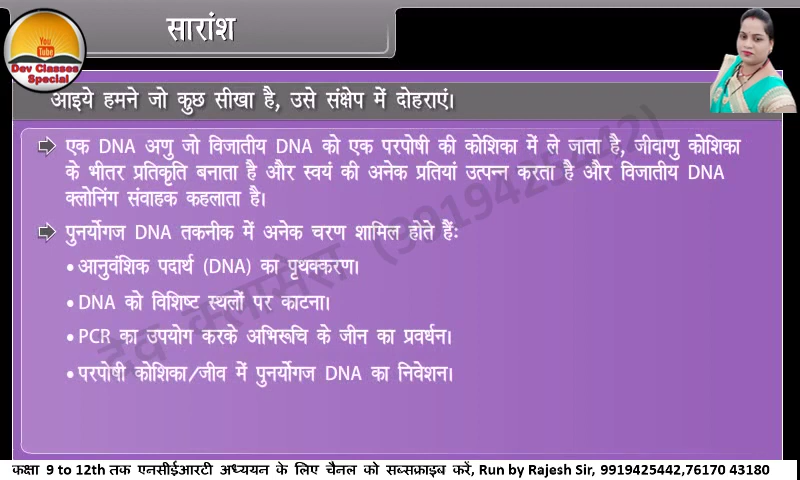 सारांश
You
Tube
Dev Classes
Special
आइये हमने जो कुछ सीखा है, उसे संक्षेप में दोहराएं।
एक DNA अणु जो विजातीय DNA को एक परपोषी की कोशिका में ले जाता है, जीवाणु कोशिका
के भीतर प्रतिकृति बनाता है और स्वयं की अनेक प्रतियां उत्पन्न करता है और विजातीय DNA
क्लोनिंग संवाहक कहलाता है।
पुनर्योगज DNA तकनीक में अनेक चरण शामिल होते हैं:
• आनुवंशिक पदार्थ (DNA) का पृथक्करण।
• DNA को विशिष्ट स्थलों पर काटना।
• PCR का उपयोग करके अभिरूचि के जीन का प्रवर्धन।
• परपोषी कोशिका/जीव में पुनर्योगज DNA का निवेशन।
देव क्लासेस (9919425442)
कक्षा 9 to 12th तक एनसीईआरटी अध्ययन के लिए चैनल को सब्सक्राइब करें, Run by Rajesh Sir, 9919425442,76170 43180